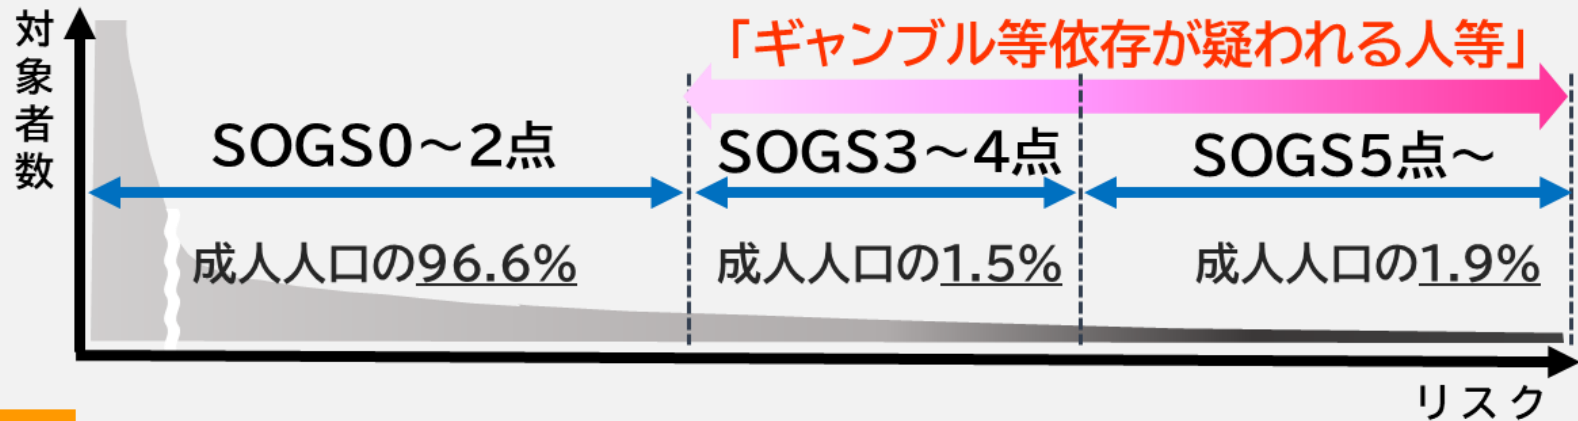 対象者数
「ギャンブル等依存が疑われる人等」
SOGS0～2点
SOGS3～4点
SOGS5点～
成人人口の96.6%
成人人口の1.5%
成人人口の1.9%
リスク